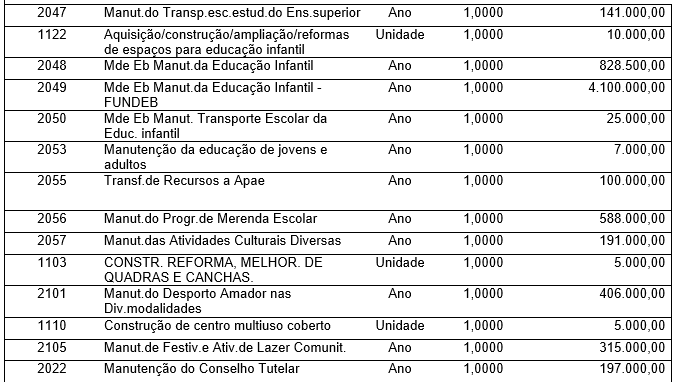 2047 Manut.do Transp.esc.estud.do Ens.superior Ano 1,0000 141.000,00
1122 Aquisição/construção/ampliação/reformas Unidade 1,0000 10.000,00
de espaços para educação infantil
2048 Mde Eb Manut.da Educação Infantil Ano 1,0000 828.500,00
2049 Mde Eb Manut.da Educação Infantil - Ano 1,0000 4.100.000,00
FUNDEB
2050 Mde Eb Manut. Transporte Escolar da Ano 1,0000 25.000,00
Educ. infantil
2053 Manutenção da educação de jovens e Ano 1,0000 7.000,00
adultos
2055 Transf.de Recursos a Apae Ano 1,0000 100.000,00
2056 Manut.do Progr.de Merenda Escolar Ano 1,0000 588.000,00
2057 Manut.das Atividades Culturais Diversas Ano 1,0000 191.000,00
1103 CONSTR. REFORMA, MELHOR. DE Unidade 1,0000 5.000,00
QUADRAS E CANCHAS.
2101 Manut.do Desporto Amador nas Ano 1,0000 406.000,00
Div.modalidades
1110 Construção de centro multiuso coberto Unidade 1,0000 5.000,00
2105 Manut.de Festiv.e Ativ.de Lazer Comunit. Ano 1,0000 315.000,00
2022 Manutenção do Conselho Tutelar Ano 1,0000 197.000,00